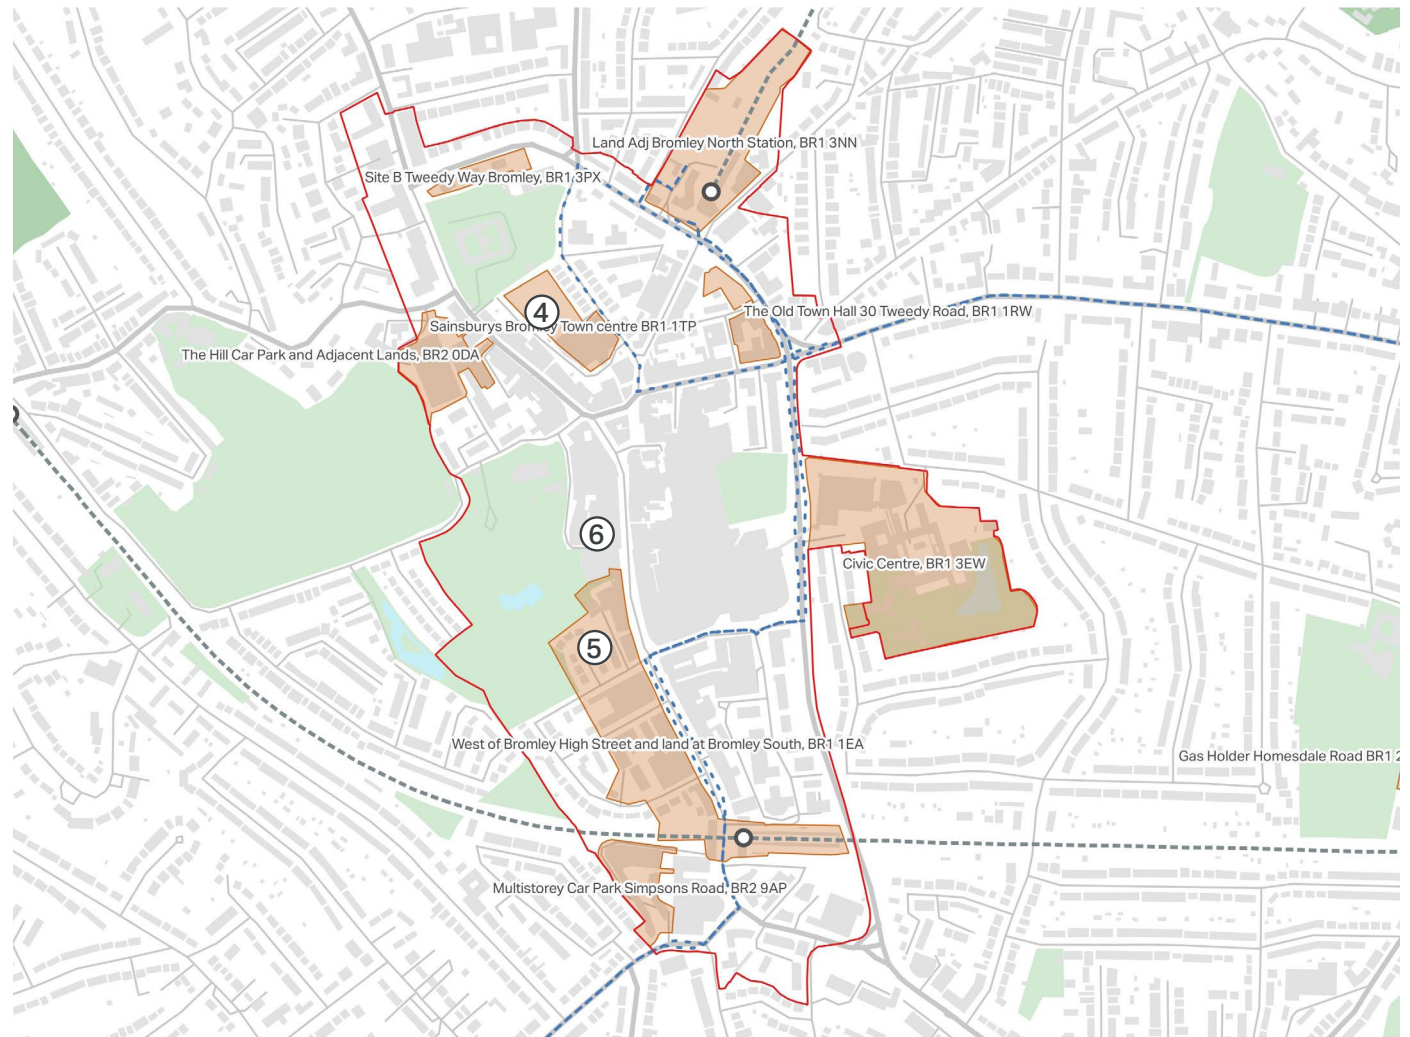 Land Adj Bromley North Station, BR1 3NN
Site B Tweedy Way Bromley, BR1 3PX
4
The Old Town Hall 30 Tweedy Road, BR1 1RW
Sainsburys Bromley Town centre BR1 1TP
The Hill Car Park and Adjacent Lands, BR2 0DA
6
Civic Centre, BR1 3EW
5
West of Bromley High Street and land at Bromley South, BR1 1EA
Gas Holder Homesdale Road BR1 2
Multistorey Car Park Simpsons Road, BR2 9AP